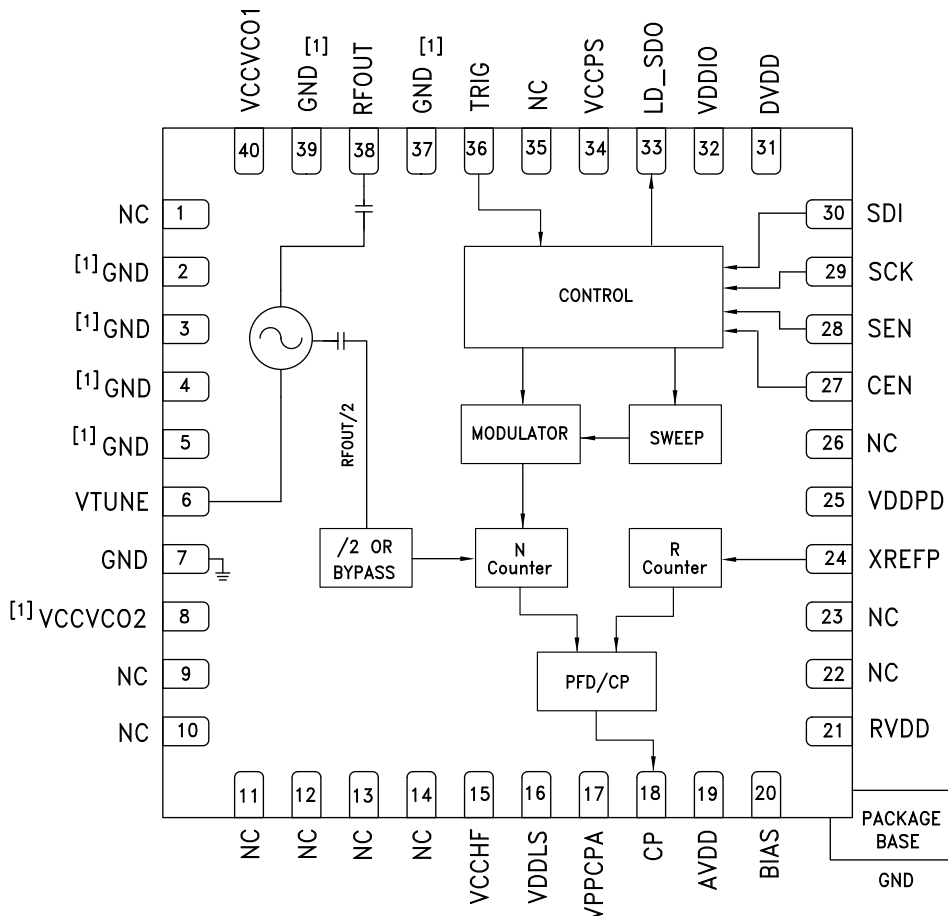 VCCVCO1
GND [1]
RFOUT
GND [1]
TRIG
NC
VCCPS
LD_SDO
VDDIO
DVDD
40
39
38
37
36
35
34
33
32
31
NC 1
[1] GND 2
[1] GND 3
[1] GND 4
[1] GND 5
VTUNE 6
GND 7
[1] VCCVCO2 8
NC 9
NC 10
30 SDI
29 SCK
28 SEN
27 CEN
26 NC
25 VDDPD
24 XREFP
23 NC
22 NC
21 RVDD
CONTROL
MODULATOR
SWEEP
RFOUT/2
/2 OR
BYPASS
N
Counter
R
Counter
PFD/CP
11
12
13
14
15
16
17
18
19
20
NC
NC
NC
NC
VCCHF
VDDLS
VPPCPA
CP
AVDD
BIAS
PACKAGE
BASE
GND